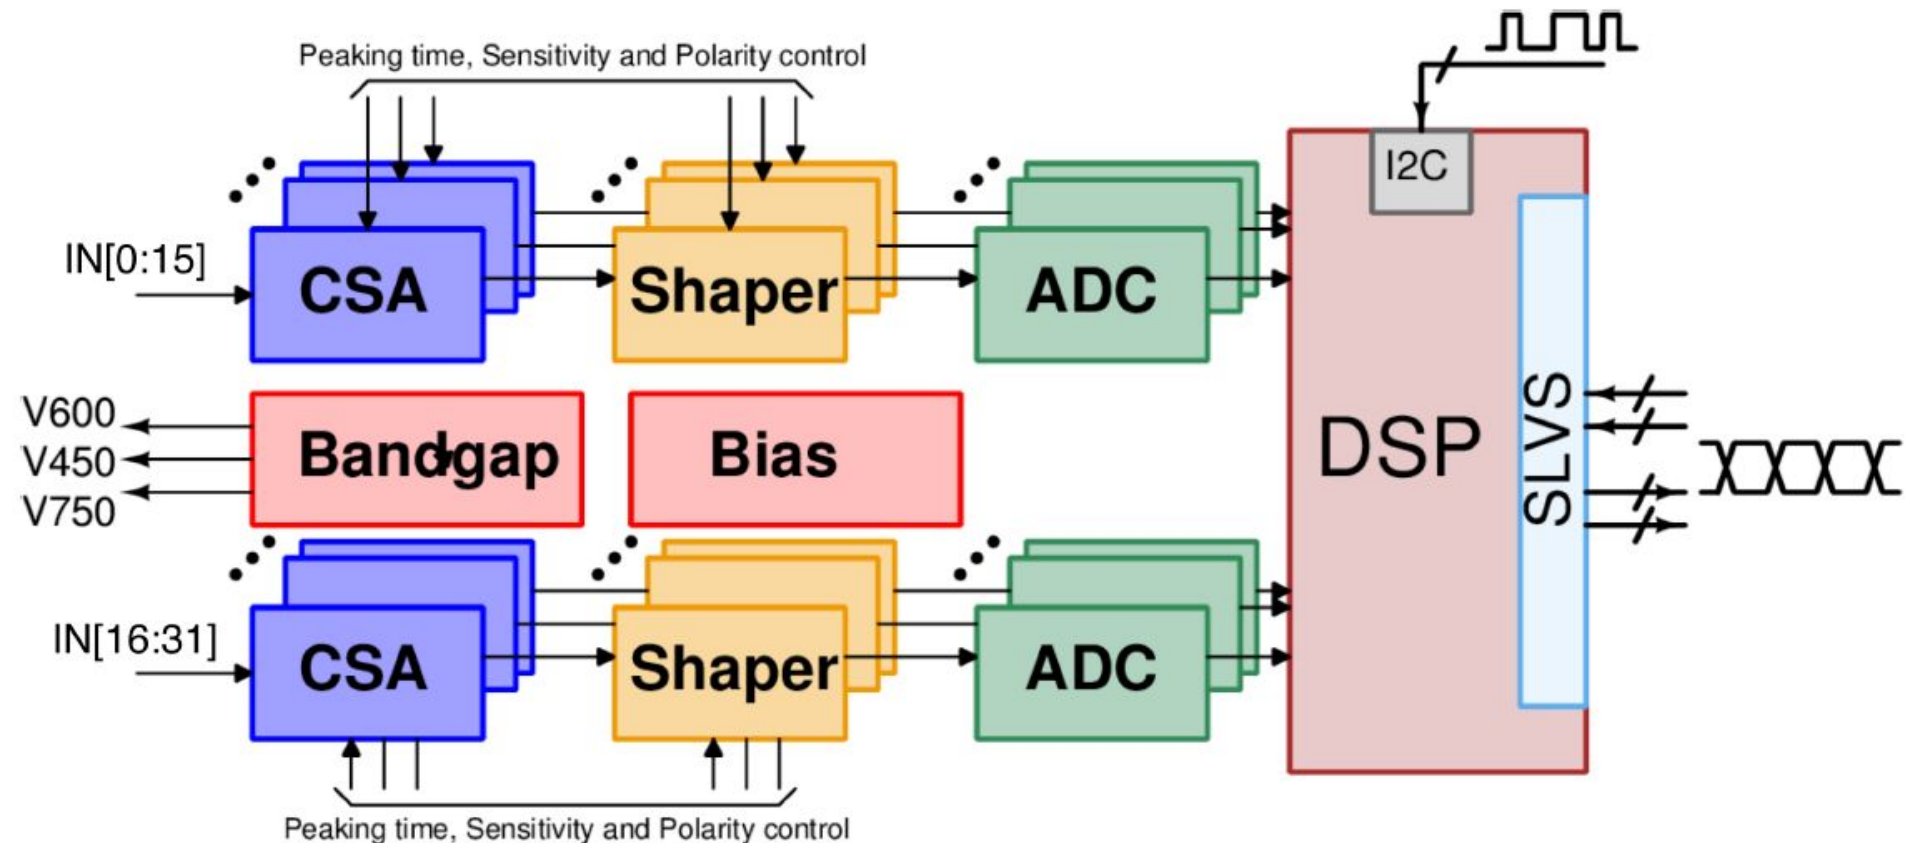 Peaking time, Sensitivity and Polarity control
I2C
IN[0:15]
CSA
Shaper
ADC
V600
V450
V750
Bandgap
Bias
DSP
SLVS
IN[16:31]
CSA
Shaper
ADC
Peaking time, Sensitivity and Polarity control